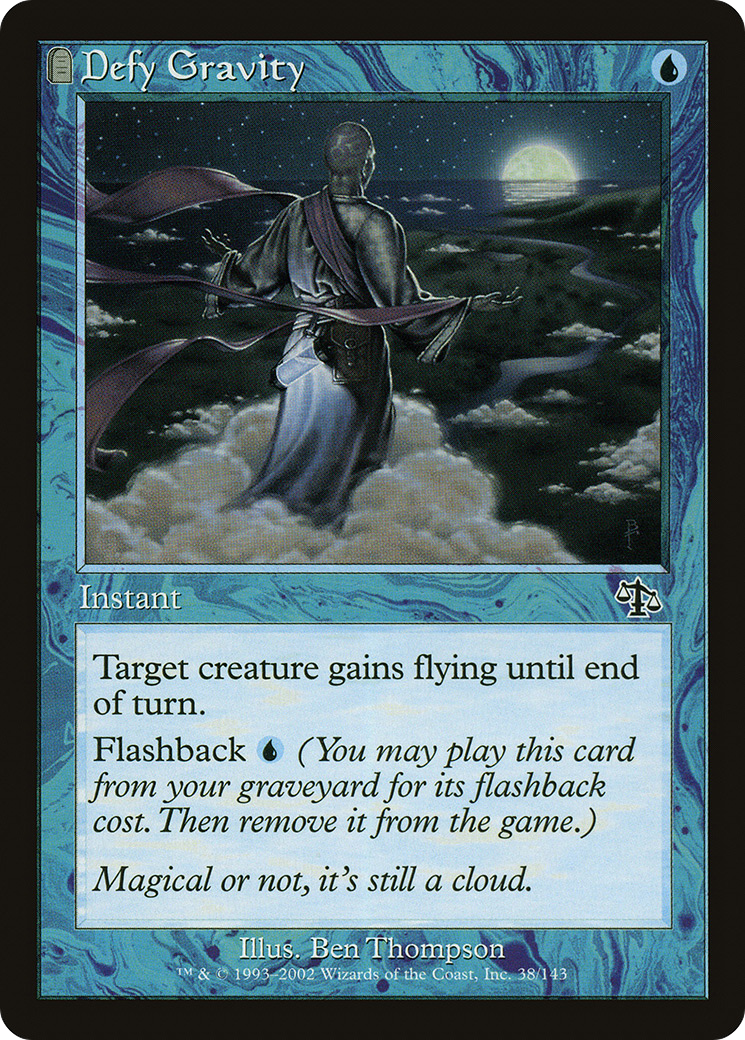 Defy Gravity
Instant
Target creature gains flying until end
of turn.
Flashback (You may play this card
from your graveyard for its flashback
cost. Then remove it from the game.)
Magical or not, it's still a cloud.
Illus. Ben Thompson
™ & © 1993–2002 Wizards of the Coast, Inc. 38/143